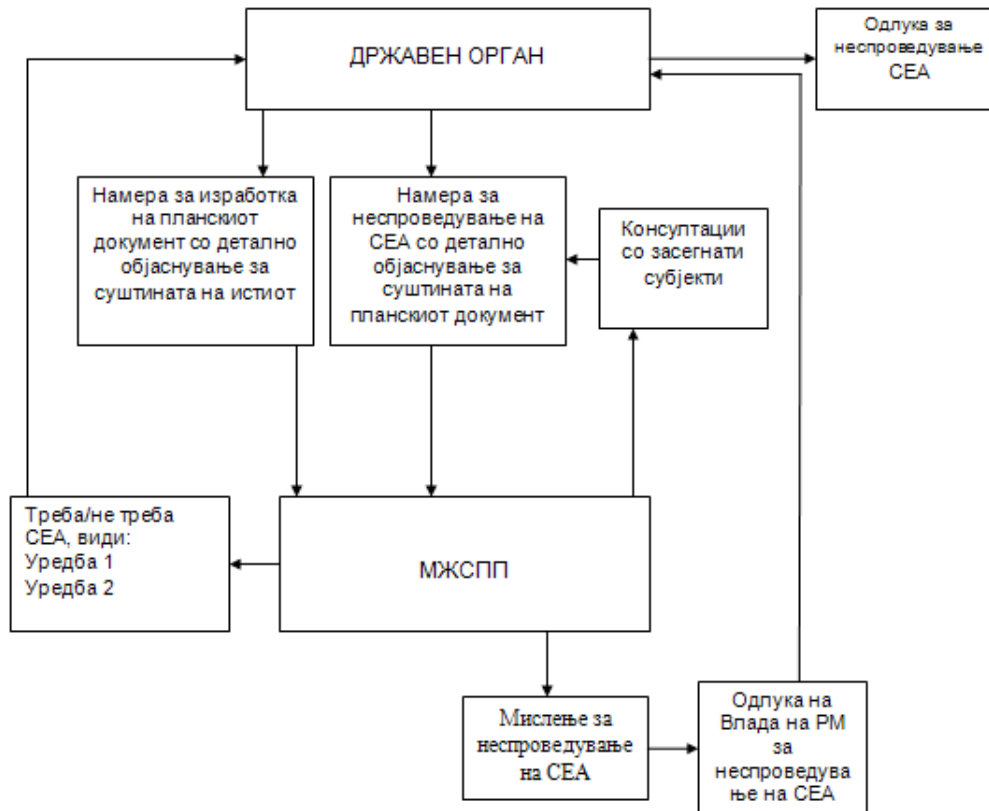 ДРЖАВЕН ОРГАН
Одлука за
неспроведување
СЕА
Намера за изработка
на планскиот
документ со детално
објаснување за
суштината на истиот
Намера за
неспроведување на
СЕА со детално
објаснување за
суштината на
планскиот документ
Консултации
со засегнати
субјекти
Треба/не треба
СЕА, види:
Уредба 1
Уредба 2
МЖСПП
Мислење за
неспроведување
на СЕА
Одлука на
Влада на РМ
за
неспроведува
ње на СЕА